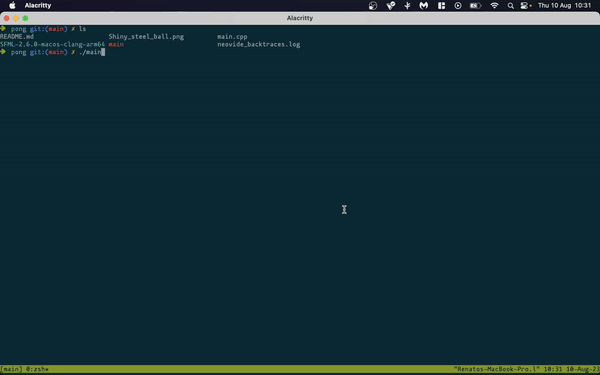 Alacritty Thu 10 Aug 10:31
Alacritty
pong git:(main) ✗ ls
README.md Shiny_steel_ball.png main.cpp
SFML-2.6.0-macos-clang-arm64 main neovide_backtraces.log
pong git:(main) ✗ ./main
[main] 0:zsh* "Renatos-MacBook-Pro.l" 10:31 10-Aug-23